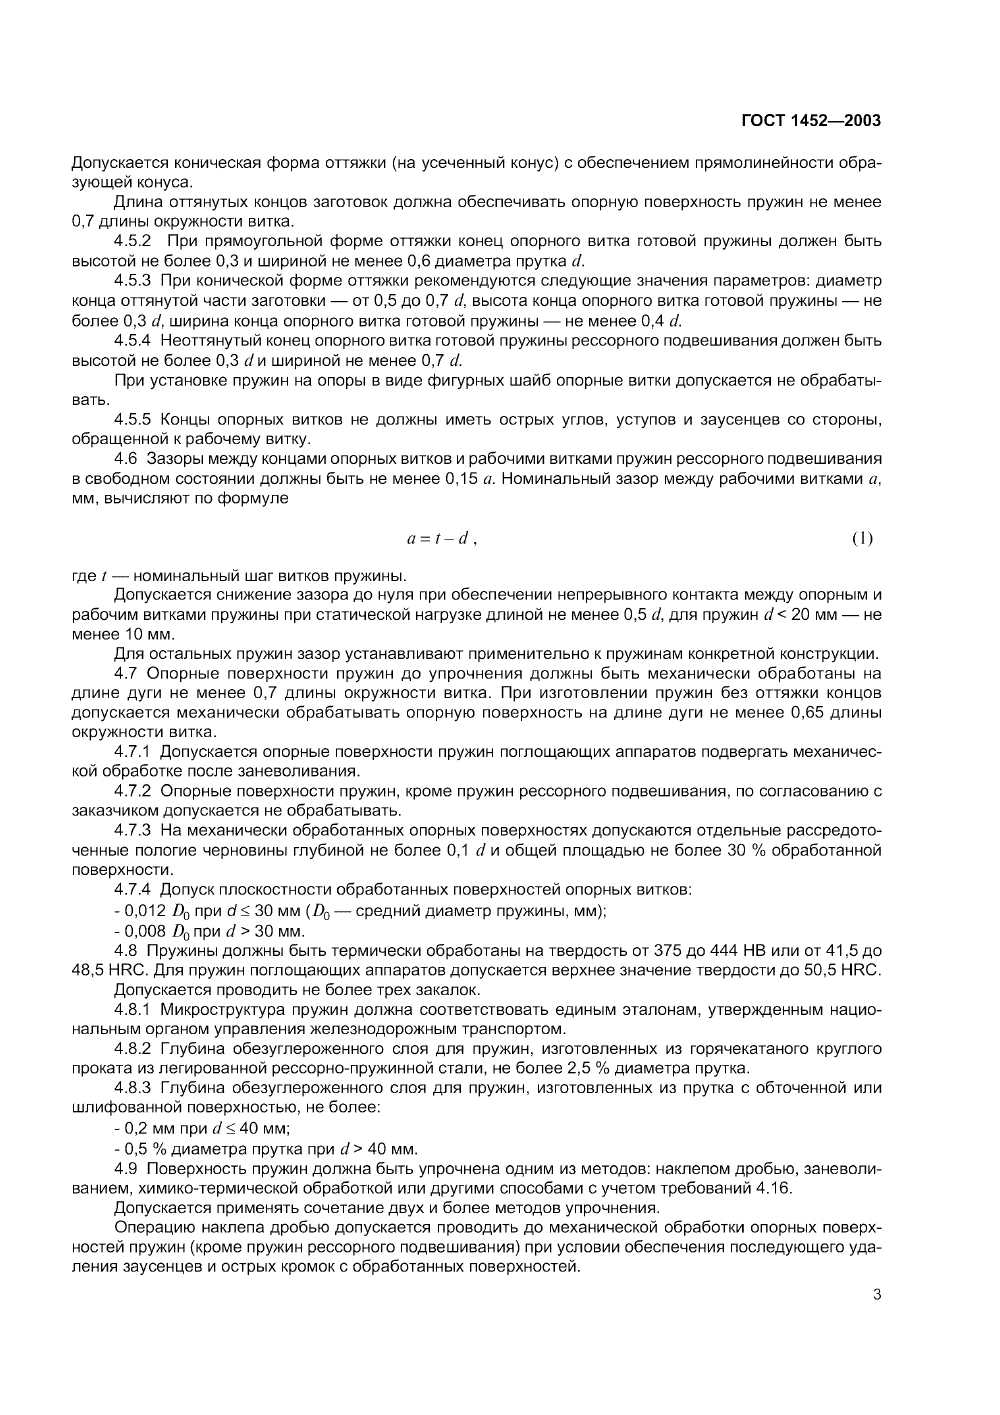 ГОСТ 1452—2003
Допускается коническая форма оттяжки (на усеченный конус) с обеспечением прямолинейности обра-
зующей конуса.
Длина оттянутых концов заготовок должна обеспечивать опорную поверхность пружин не менее
0,7 длины окружности витка.
4.5.2 При прямоугольной форме оттяжки конец опорного витка готовой пружины должен быть
высотой не более 0,3 и шириной не менее 0,6 диаметра прутка d.
4.5.3 При конической форме оттяжки рекомендуются следующие значения параметров: диаметр
конца оттянутой части заготовки — от 0,5 до 0,7 d, высота конца опорного витка готовой пружины — не
более 0,3 d, ширина конца опорного витка готовой пружины — не менее 0,4 d.
4.5.4 Неоттянутый конец опорного витка готовой пружины рессорного подвешивания должен быть
высотой не более 0,3 d и шириной не менее 0,7 d.
При установке пружин на опоры в виде фигурных шайб опорные витки допускается не обрабаты-
вать.
4.5.5 Концы опорных витков не должны иметь острых углов, уступов и заусенцев со стороны,
обращенной к рабочему витку.
4.6 Зазоры между концами опорных витков и рабочими витками пружин рессорного подвешивания
в свободном состоянии должны быть не менее 0,15 a. Номинальный зазор между рабочими витками a,
мм, вычисляют по формуле
a = t – d , (1)
где t — номинальный шаг витков пружины.
Допускается снижение зазора до нуля при обеспечении непрерывного контакта между опорным и
рабочим витками пружины при статической нагрузке длиной не менее 0,5 d, для пружин d < 20 мм — не
менее 10 мм.
Для остальных пружин зазор устанавливают применительно к пружинам конкретной конструкции.
4.7 Опорные поверхности пружин до упрочнения должны быть механически обработаны на
длине дуги не менее 0,7 длины окружности витка. При изготовлении пружин без оттяжки концов
допускается механически обрабатывать опорную поверхность на длине дуги не менее 0,65 длины
окружности витка.
4.7.1 Допускается опорные поверхности пружин поглощающих аппаратов подвергать механичес-
кой обработке после заневоливания.
4.7.2 Опорные поверхности пружин, кроме пружин рессорного подвешивания, по согласованию с
заказчиком допускается не обрабатывать.
4.7.3 На механически обработанных опорных поверхностях допускаются отдельные рассредото-
ченные пологие черновины глубиной не более 0,1 d и общей площадью не более 30 % обработанной
поверхности.
4.7.4 Допуск плоскостности обработанных поверхностей опорных витков:
- 0,012 D₀ при d ≤ 30 мм (D₀ — средний диаметр пружины, мм);
- 0,008 D₀ при d > 30 мм.
4.8 Пружины должны быть термически обработаны на твердость от 375 до 444 НВ или от 41,5 до
48,5 HRC. Для пружин поглощающих аппаратов допускается верхнее значение твердости до 50,5 HRC.
Допускается проводить не более трех закалок.
4.8.1 Микроструктура пружин должна соответствовать единым эталонам, утвержденным нацио-
нальным органом управления железнодорожным транспортом.
4.8.2 Глубина обезуглероженного слоя для пружин, изготовленных из горячекатаного круглого
проката из легированной рессорно-пружинной стали, не более 2,5 % диаметра прутка.
4.8.3 Глубина обезуглероженного слоя для пружин, изготовленных из прутка с обточенной или
шлифованной поверхностью, не более:
- 0,2 мм при d ≤ 40 мм;
- 0,5 % диаметра прутка при d > 40 мм.
4.9 Поверхность пружин должна быть упрочнена одним из методов: наклепом дробью, заневоли-
ванием, химико-термической обработкой или другими способами с учетом требований 4.16.
Допускается применять сочетание двух и более методов упрочнения.
Операцию наклепа дробью допускается проводить до механической обработки опорных поверх-
ностей пружин (кроме пружин рессорного подвешивания) при условии обеспечения последующего уда-
ления заусенцев и острых кромок с обработанных поверхностей.
3